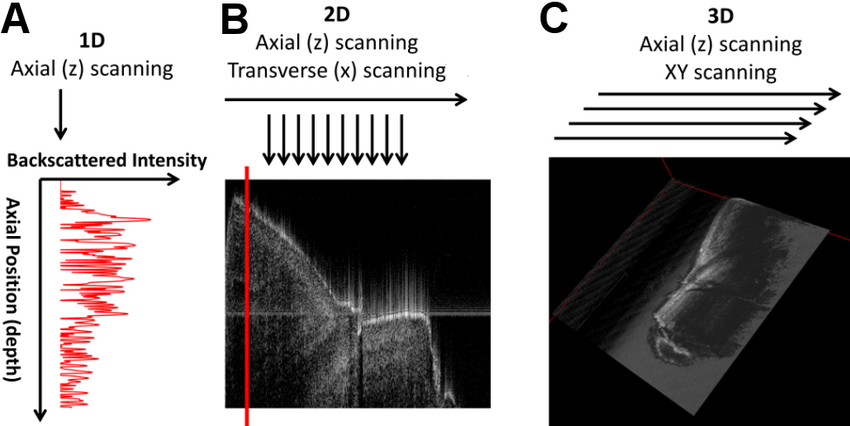 A
1D
Axial (z) scanning
Backscattered Intensity
Axial Position (depth)
B
2D
Axial (z) scanning
Transverse (x) scanning
C
3D
Axial (z) scanning
XY scanning